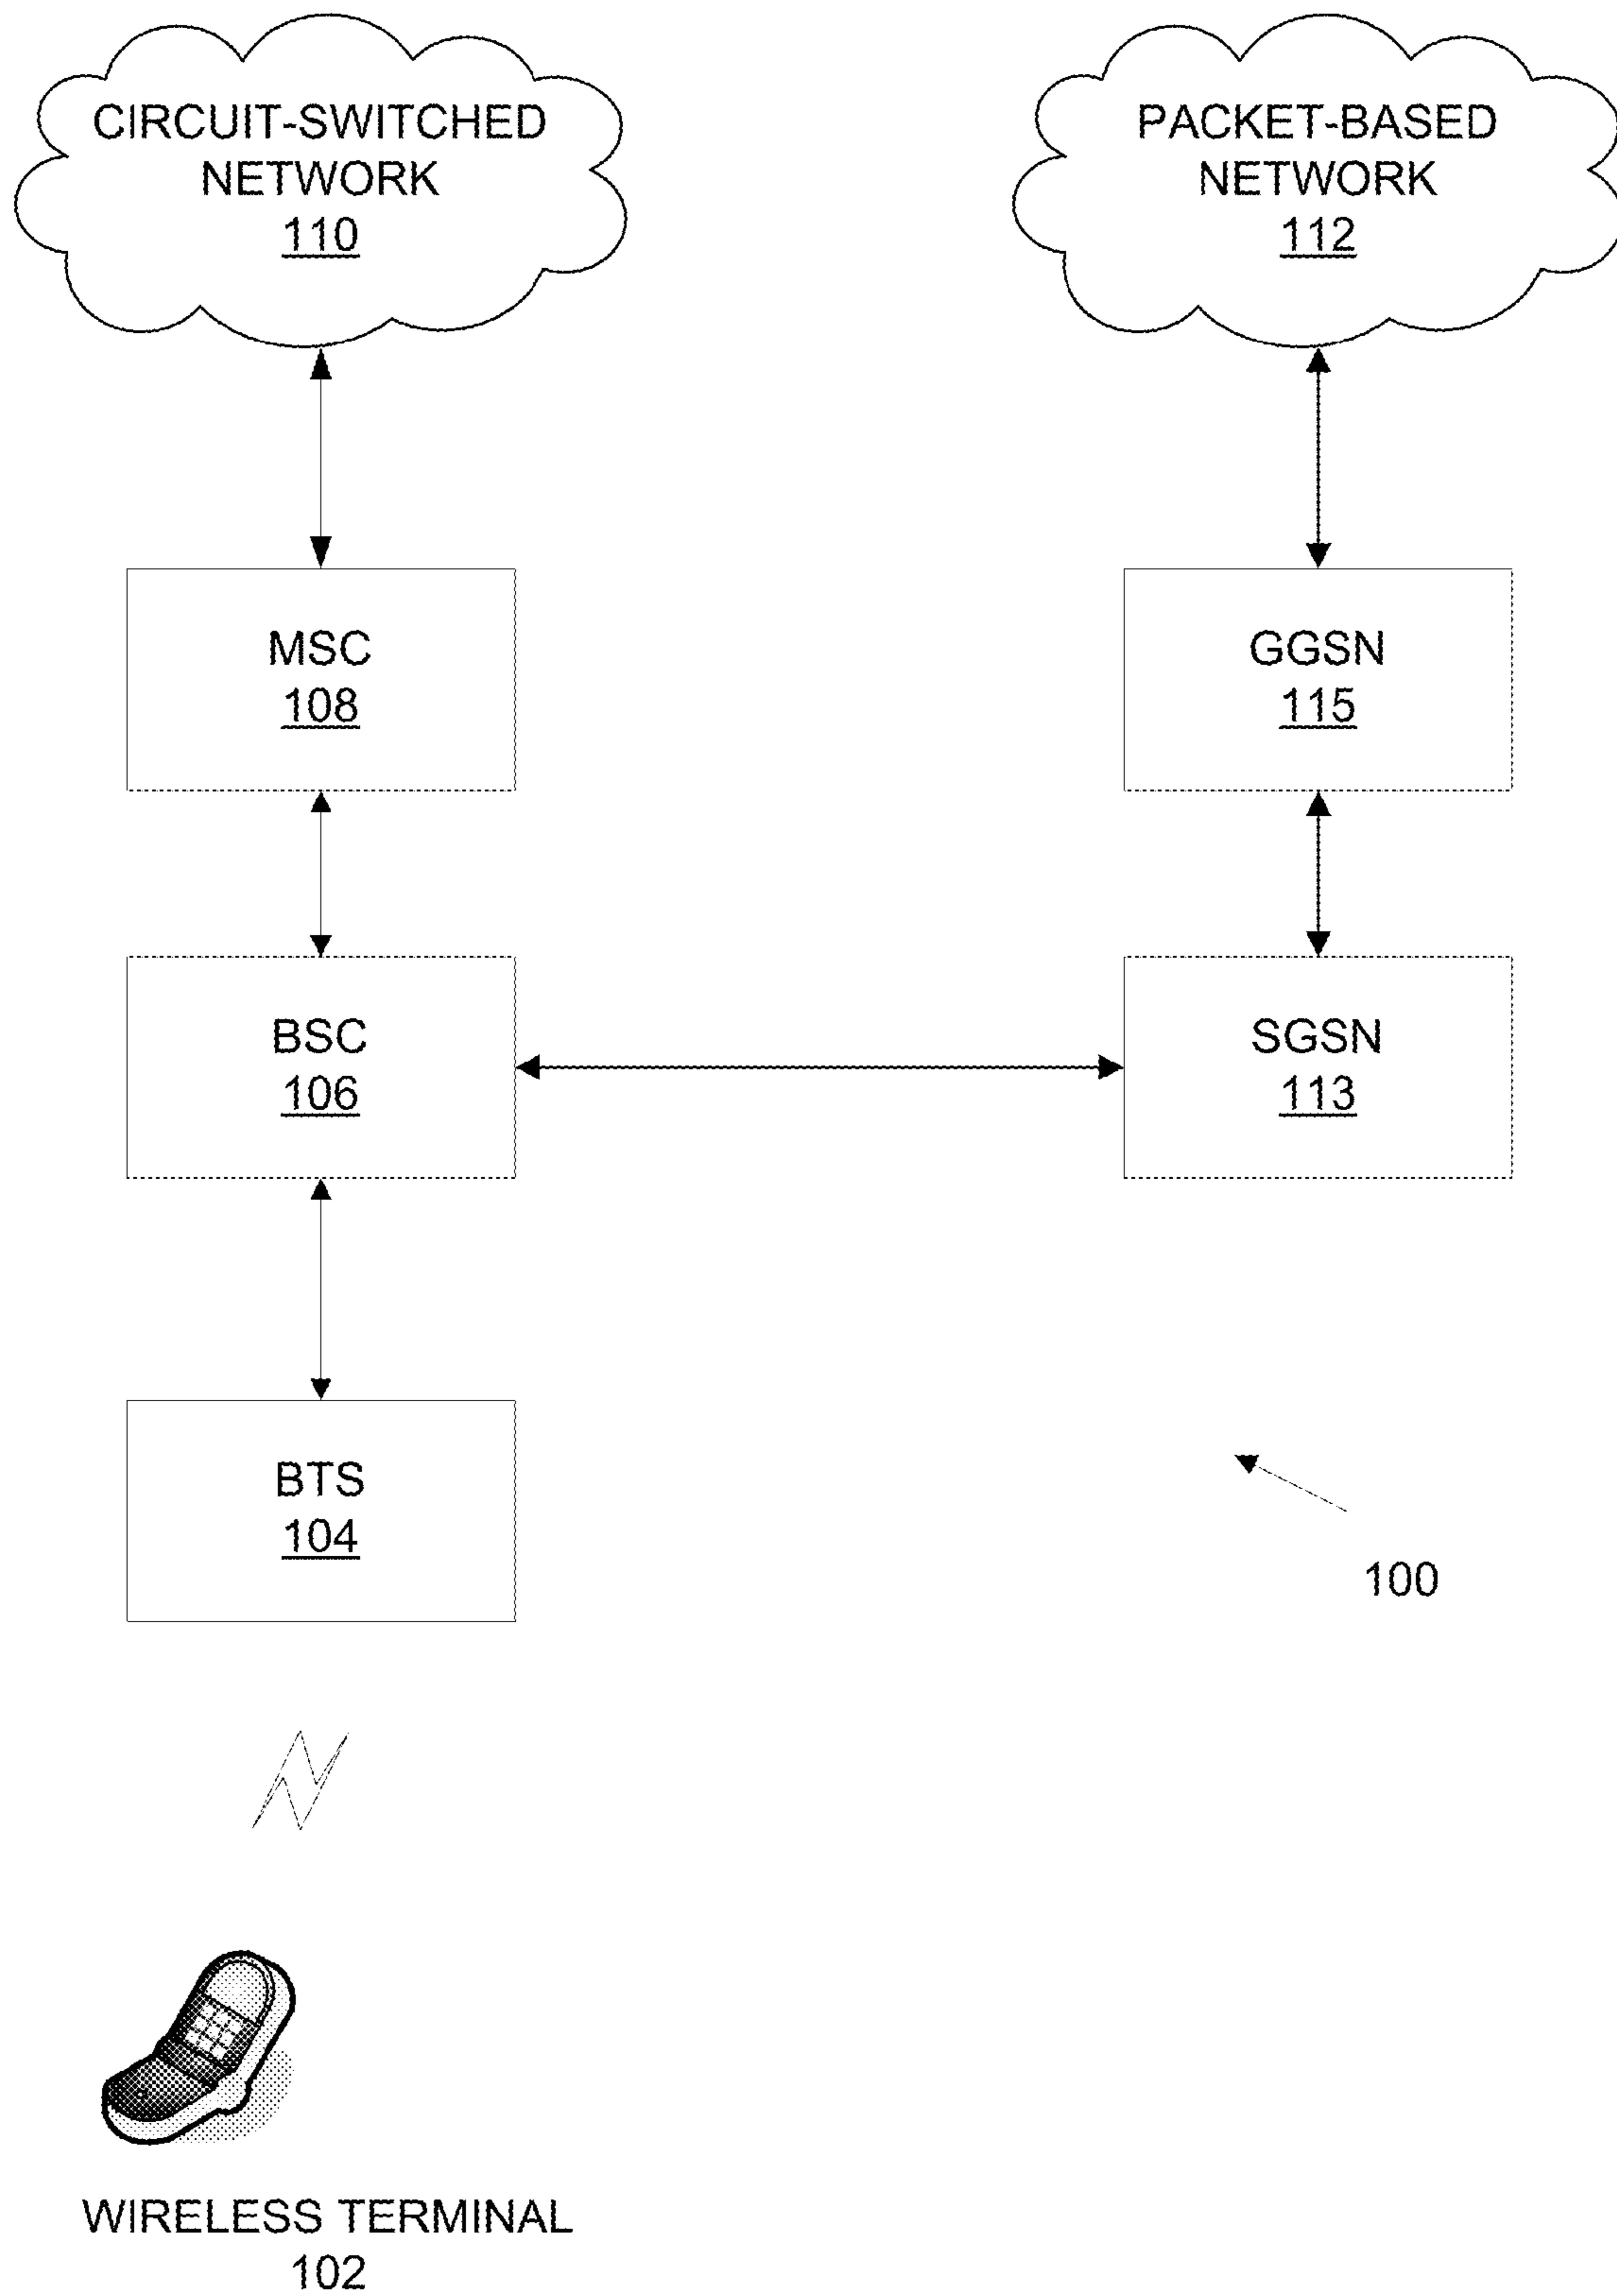 CIRCUIT-SWITCHED
NETWORK
110
PACKET-BASED
NETWORK
112
MSC
108
GGSN
115
BSC
106
SGSN
113
BTS
104
100
WIRELESS TERMINAL
102